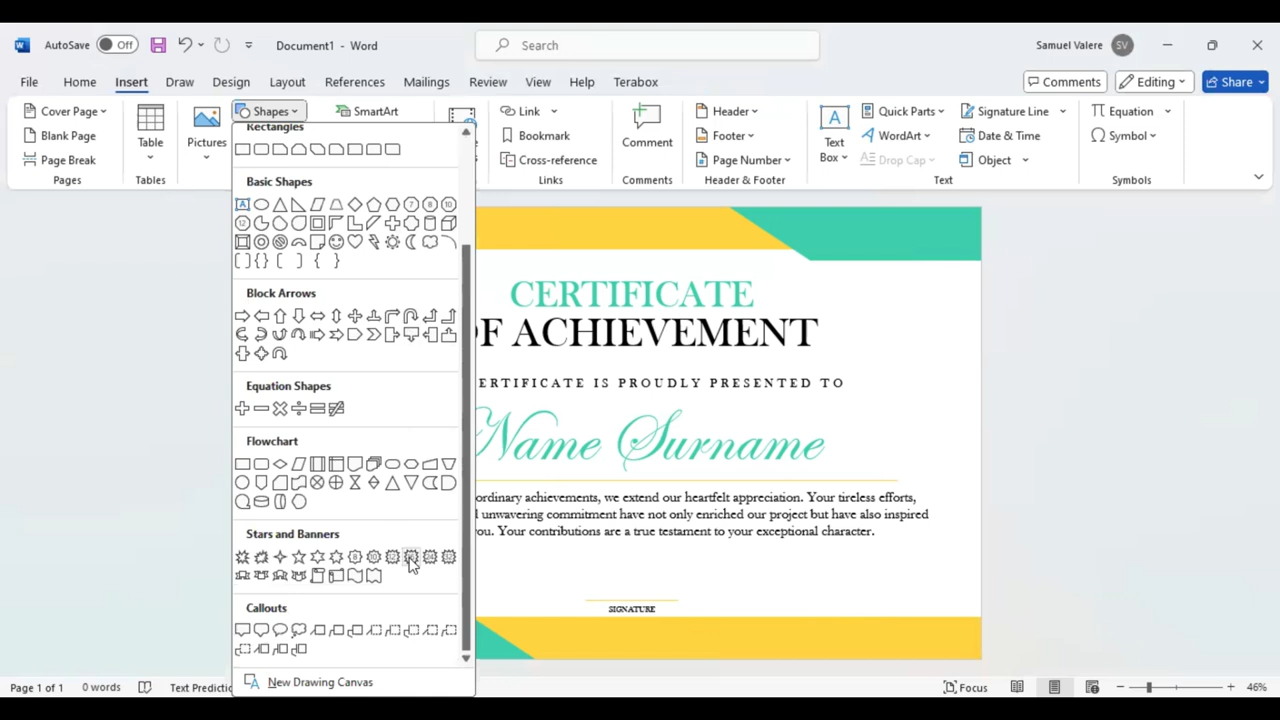 AutoSave Off Document1 - Word Search Samuel Valere SV
File Home Insert Draw Design Layout References Mailings Review View Help Terabox Comments Editing Share
Cover Page
Blank Page
Page Break
Pages
Table
Tables
Pictures
Shapes
SmartArt
Link
Bookmark
Cross-reference
Links
Comment
Comments
Header
Footer
Page Number
Header & Footer
Text
Box
Quick Parts
WordArt
Drop Cap
Signature Line
Date & Time
Object
Text
Equation
Symbol
Symbols
Rectangles
Basic Shapes
Block Arrows
Equation Shapes
Flowchart
Stars and Banners
Callouts
New Drawing Canvas
CERTIFICATE
OF ACHIEVEMENT
ERTIFICATE IS PROUDLY PRESENTED TO
Name Surname
ordinary achievements, we extend our heartfelt appreciation. Your tireless efforts,
d unwavering commitment have not only enriched our project but have also inspired
you. Your contributions are a true testament to your exceptional character.
SIGNATURE
Page 1 of 1 0 words Text Predictio Focus 46%